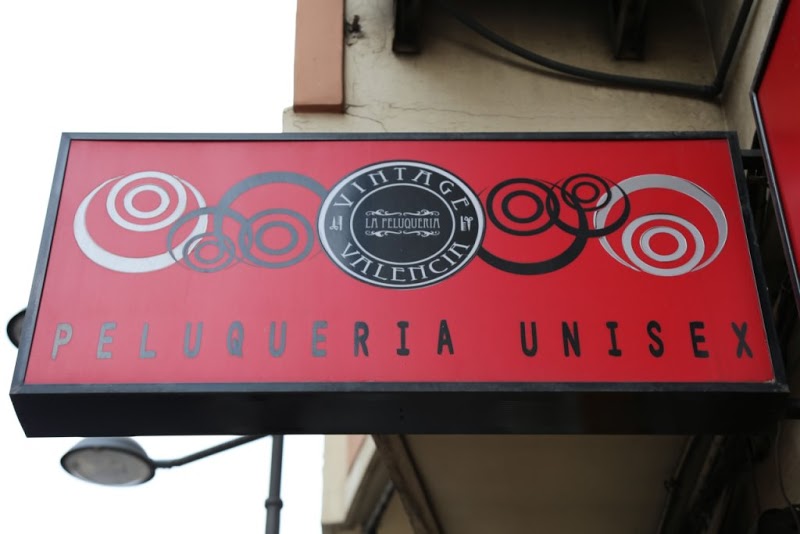 VINTAGE
LA PELUQUERIA
VALENCIA
PELUQUERIA UNISEX